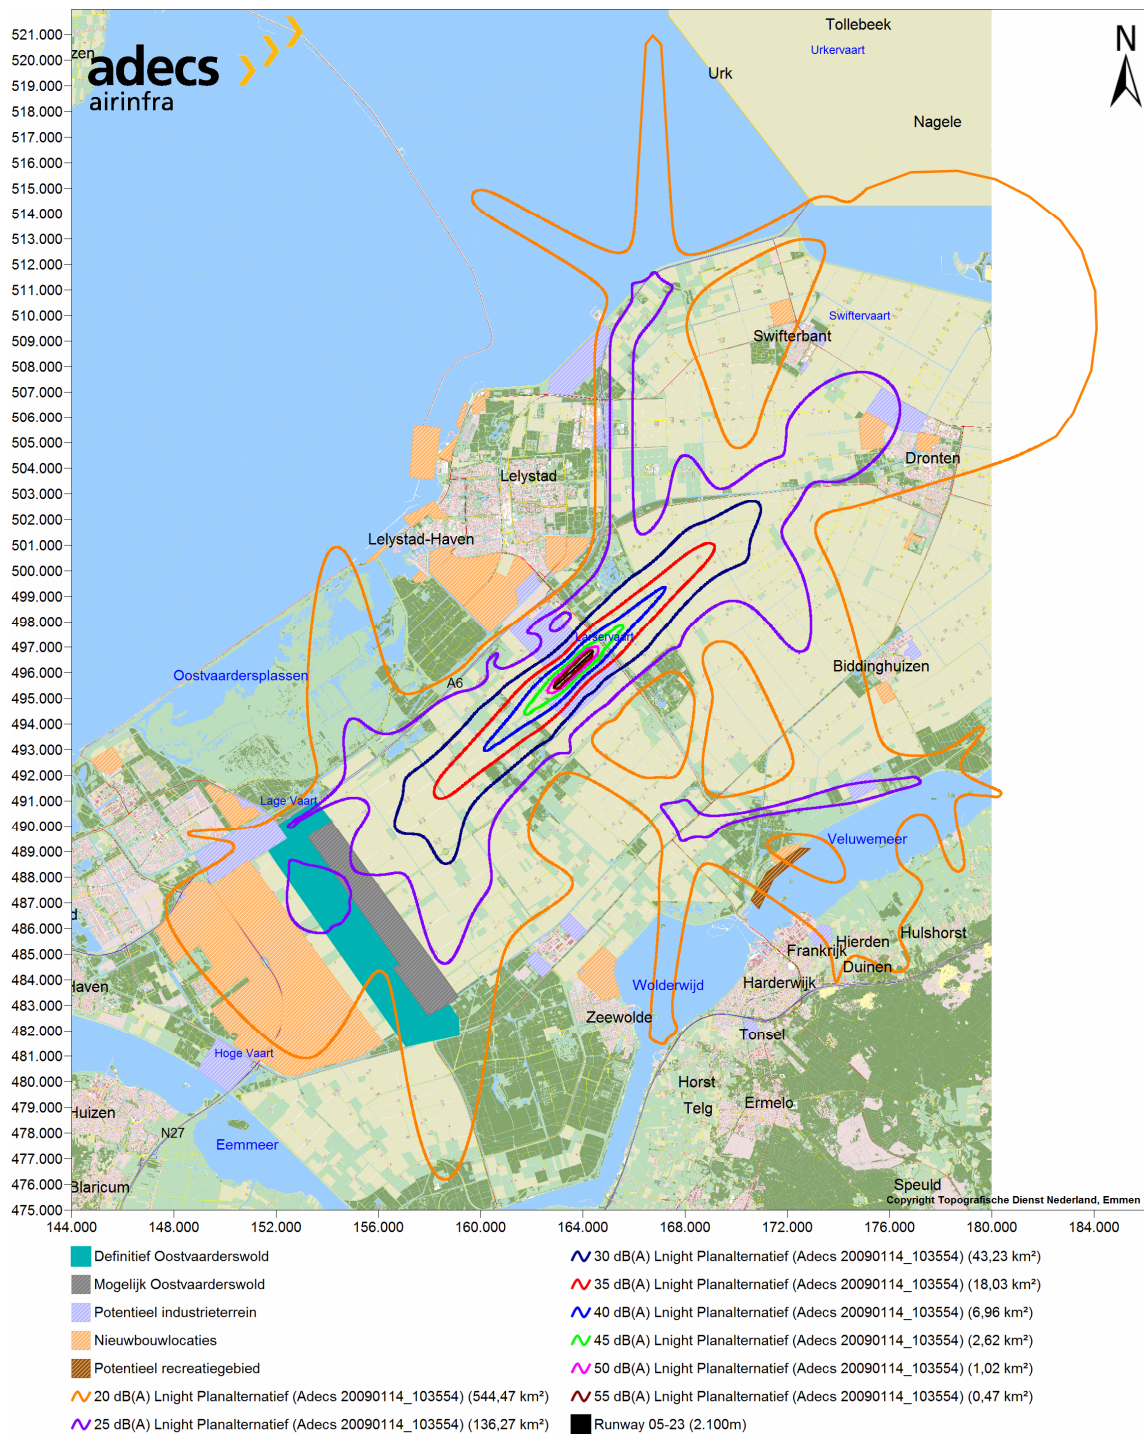 adecs
airinfra
N
521.000
520.000
519.000
518.000
517.000
516.000
515.000
514.000
513.000
512.000
511.000
510.000
509.000
508.000
507.000
506.000
505.000
504.000
503.000
502.000
501.000
500.000
499.000
498.000
497.000
496.000
495.000
494.000
493.000
492.000
491.000
490.000
489.000
488.000
487.000
486.000
485.000
484.000
483.000
482.000
481.000
480.000
479.000
478.000
477.000
476.000
475.000
zen
Tollebeek
Urkervaart
Urk
Nagele
Swiftervaart
Swifterbant
Dronten
Lelystad
Lelystad-Haven
Larservaart
Biddinghuizen
Oostvaardersplassen
A6
Lage Vaart
Veluwemeer
d
Hulshorst
Hierden
Frankrijk
Duinen
Harderwijk
Wolderwijd
Haven
Zeewolde
Tonsel
Hoge Vaart
Horst
Telg
Ermelo
Huizen
N27
Eemmeer
Blaricum
Speuld
Copyright Topografische Dienst Nederland, Emmen
144.000 148.000 152.000 156.000 160.000 164.000 168.000 172.000 176.000 180.000 184.000
Definitief Oostvaarderswold
Mogelijk Oostvaarderswold
Potentieel industrieterrein
Nieuwbouwlocaties
Potentieel recreatiegebied
20 dB(A) Lnight Planalternatief (Adecs 20090114_103554) (544,47 km²)
25 dB(A) Lnight Planalternatief (Adecs 20090114_103554) (136,27 km²)
30 dB(A) Lnight Planalternatief (Adecs 20090114_103554) (43,23 km²)
35 dB(A) Lnight Planalternatief (Adecs 20090114_103554) (18,03 km²)
40 dB(A) Lnight Planalternatief (Adecs 20090114_103554) (6,96 km²)
45 dB(A) Lnight Planalternatief (Adecs 20090114_103554) (2,62 km²)
50 dB(A) Lnight Planalternatief (Adecs 20090114_103554) (1,02 km²)
55 dB(A) Lnight Planalternatief (Adecs 20090114_103554) (0,47 km²)
Runway 05-23 (2.100m)